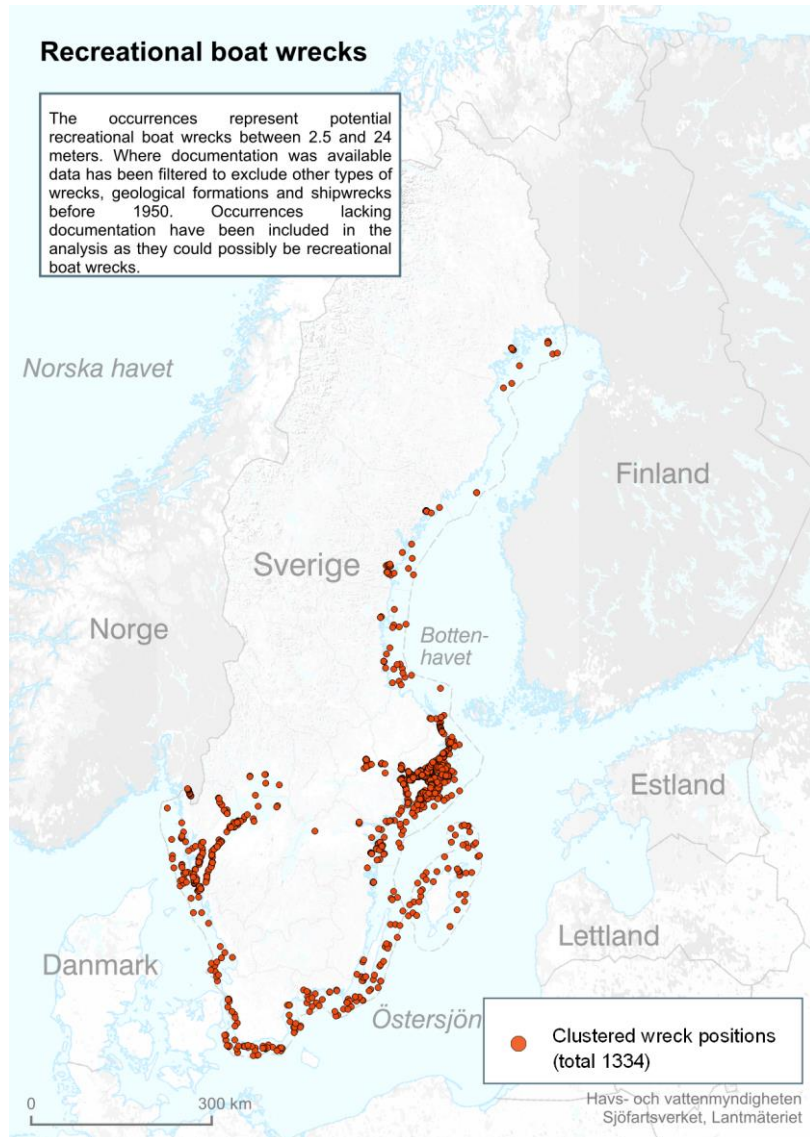 Recreational boat wrecks
The occurrences represent potential
recreational boat wrecks between 2.5 and 24
meters. Where documentation was available
data has been filtered to exclude other types of
wrecks, geological formations and shipwrecks
before 1950. Occurrences lacking
documentation have been included in the
analysis as they could possibly be recreational
boat wrecks.
Norska havet
Finland
Sverige
Norge
Botten-
havet
Estland
Lettland
Danmark
Östersjön
Clustered wreck positions
(total 1334)
Havs- och vattenmyndigheten
Sjöfartsverket, Lantmäteriet
0 300 km